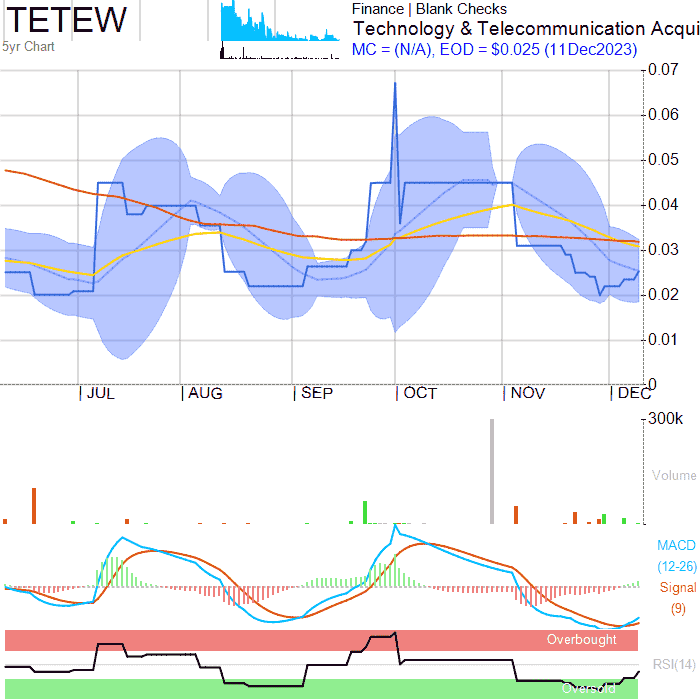 TETEW
5yr Chart
Finance | Blank Checks
Technology & Telecommunication Acqui
MC = (N/A), EOD = $0.025 (11Dec2023)
0.07
0.06
0.05
0.04
0.03
0.02
0.01
0
JUL AUG SEP OCT NOV DEC
300k
Volume
MACD
(12-26)
Signal
(9)
Overbought
RSI(14)
Oversold